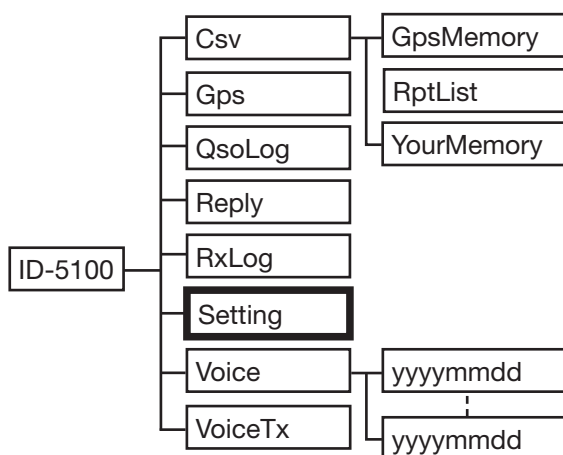 Csv
GpsMemory
Gps
RptList
QsoLog
YourMemory
Reply
RxLog
ID-5100
Setting
Voice
yyyymmdd
VoiceTx
yyyymmdd